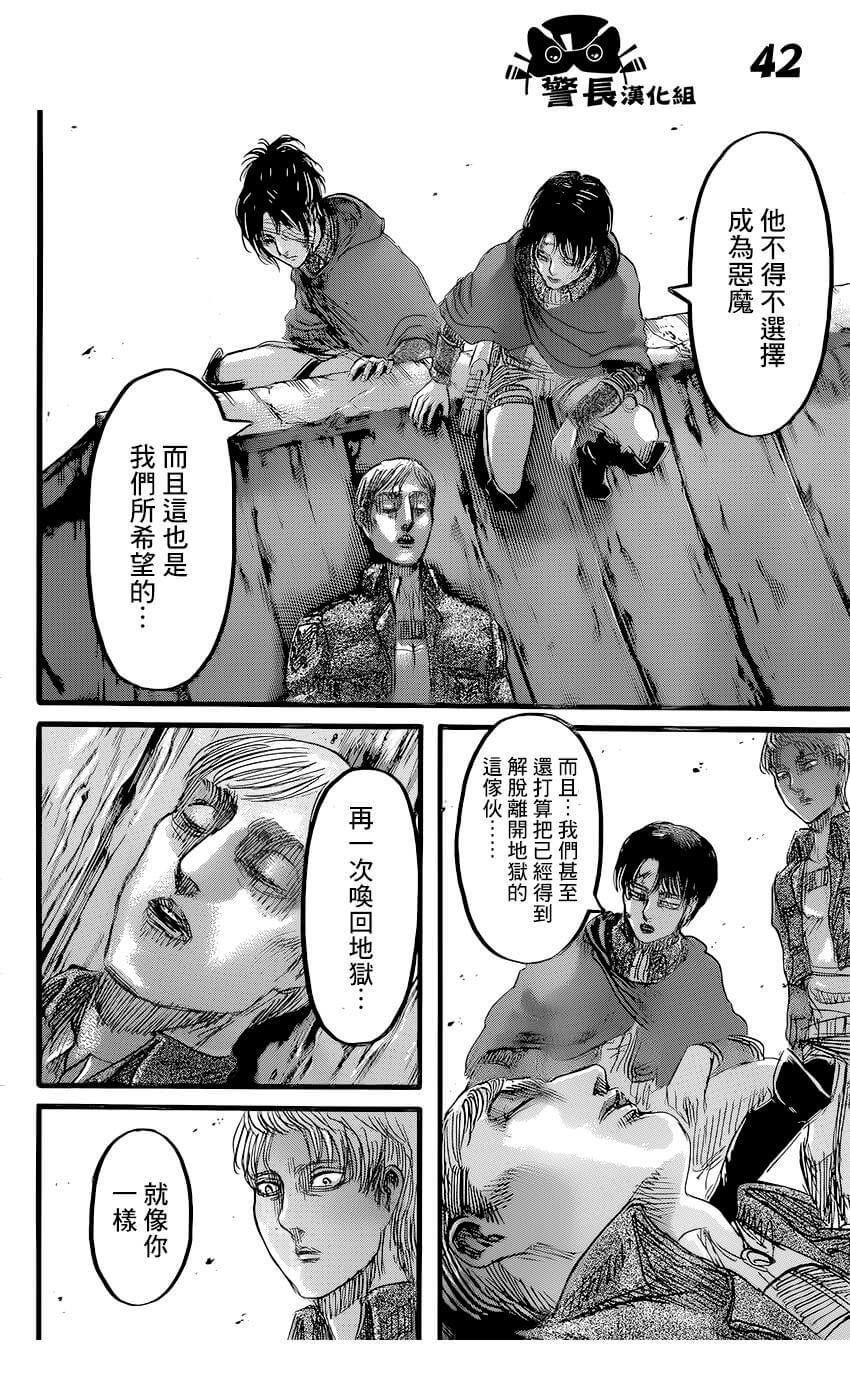 警長漢化組
42
他不得不選擇
成為惡魔
而且這也是
我們所希望的…
而且…我們甚至
還打算把已經得到
解脫離開地獄的
這傢伙……
再一次喚回地獄…
就像你
一樣